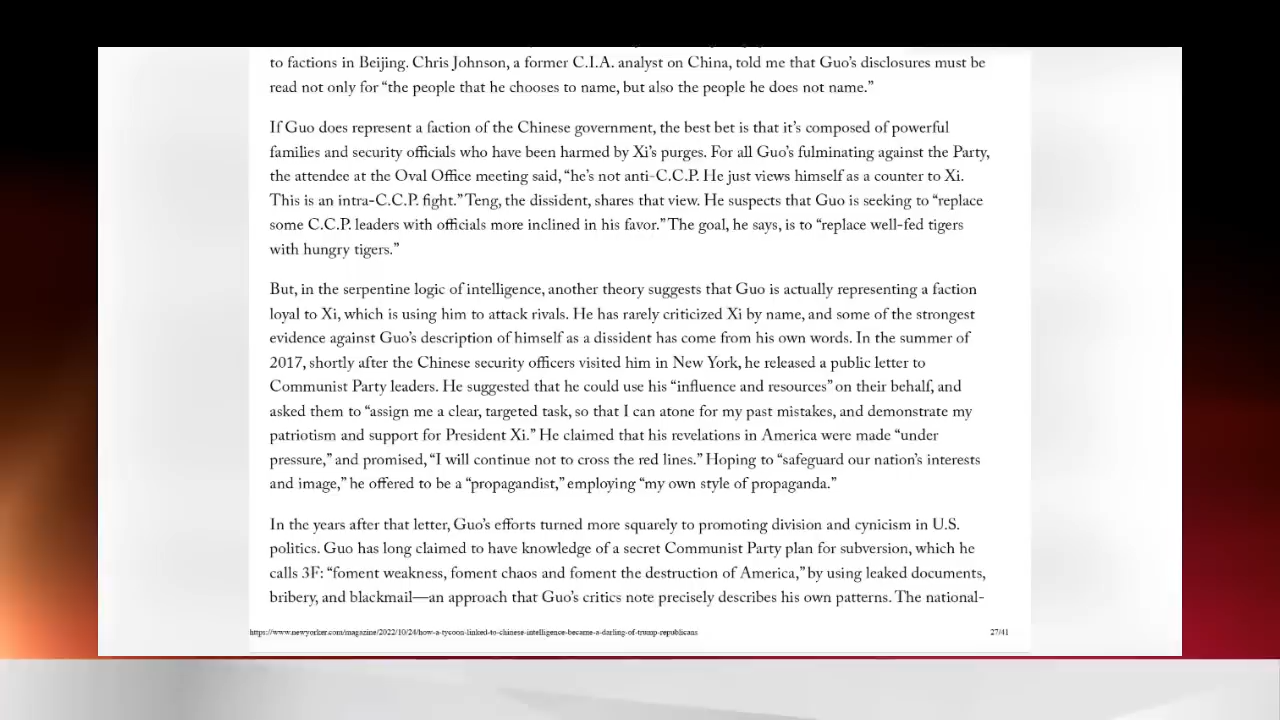 to factions in Beijing. Chris Johnson, a former C.I.A. analyst on China, told me that Guo’s disclosures must be
read not only for “the people that he chooses to name, but also the people he does not name.”
If Guo does represent a faction of the Chinese government, the best bet is that it’s composed of powerful
families and security officials who have been harmed by Xi’s purges. For all Guo’s fulminating against the Party,
the attendee at the Oval Office meeting said, “he’s not anti-C.C.P. He just views himself as a counter to Xi.
This is an intra-C.C.P. fight.” Teng, the dissident, shares that view. He suspects that Guo is seeking to “replace
some C.C.P. leaders with officials more inclined in his favor.” The goal, he says, is to “replace well-fed tigers
with hungry tigers.”
But, in the serpentine logic of intelligence, another theory suggests that Guo is actually representing a faction
loyal to Xi, which is using him to attack rivals. He has rarely criticized Xi by name, and some of the strongest
evidence against Guo’s description of himself as a dissident has come from his own words. In the summer of
2017, shortly after the Chinese security officers visited him in New York, he released a public letter to
Communist Party leaders. He suggested that he could use his “influence and resources” on their behalf, and
asked them to “assign me a clear, targeted task, so that I can atone for my past mistakes, and demonstrate my
patriotism and support for President Xi.” He claimed that his revelations in America were made “under
pressure,” and promised, “I will continue not to cross the red lines.” Hoping to “safeguard our nation’s interests
and image,” he offered to be a “propagandist,” employing “my own style of propaganda.”
In the years after that letter, Guo’s efforts turned more squarely to promoting division and cynicism in U.S.
politics. Guo has long claimed to have knowledge of a secret Communist Party plan for subversion, which he
calls 3F: “foment weakness, foment chaos and foment the destruction of America,” by using leaked documents,
bribery, and blackmail—an approach that Guo’s critics note precisely describes his own patterns. The national-
https://www.newyorker.com/magazine/2022/10/24/how-a-tycoon-linked-to-chinese-intelligence-became-a-darling-of-trump-republicans 27/41